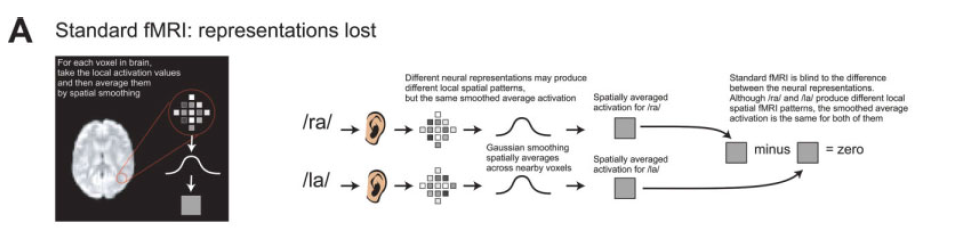 A Standard fMRI: representations lost
For each voxel in brain,
take the local activation values
and then average them
by spatial smoothing
/ra/
/la/
Different neural representations may produce
different local spatial patterns,
but the same smoothed average activation
Gaussian smoothing
spatially averages
across nearby voxels
Spatially averaged
activation for /ra/
Spatially averaged
activation for /la/
Standard fMRI is blind to the difference
between the neural representations.
Although /ra/ and /la/ produce different local
spatial fMRI patterns, the smoothed average
activation is the same for both of them
minus = zero